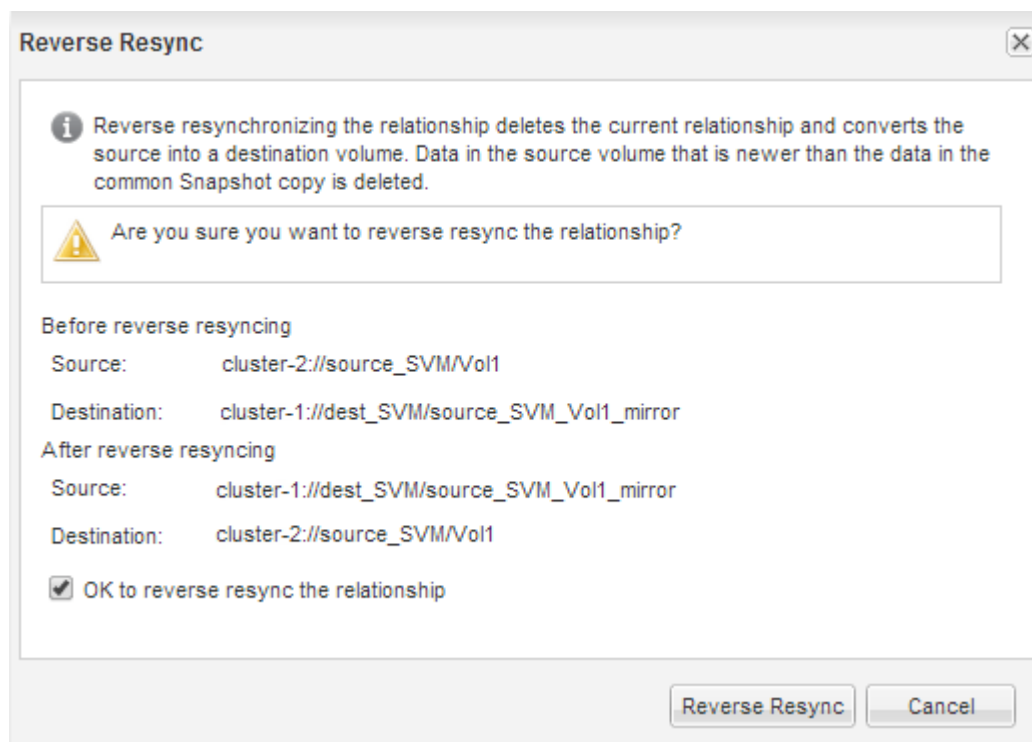 Reverse Resync
Reverse resynchronizing the relationship deletes the current relationship and converts the
source into a destination volume. Data in the source volume that is newer than the data in the
common Snapshot copy is deleted.
Are you sure you want to reverse resync the relationship?
Before reverse resyncing
Source: cluster-2://source_SVM/Vol1
Destination: cluster-1://dest_SVM/source_SVM_Vol1_mirror
After reverse resyncing
Source: cluster-1://dest_SVM/source_SVM_Vol1_mirror
Destination: cluster-2://source_SVM/Vol1
OK to reverse resync the relationship
Reverse Resync Cancel